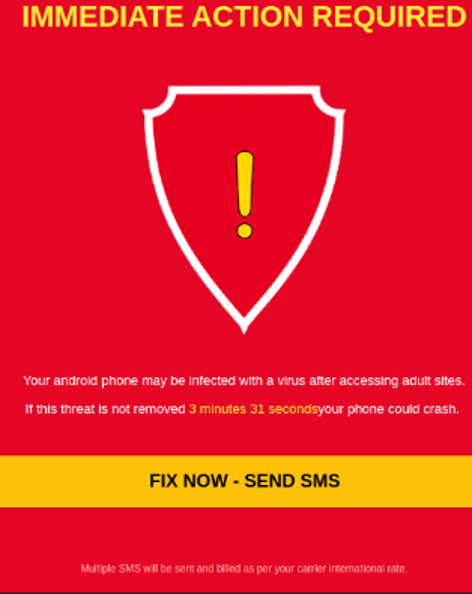 IMMEDIATE ACTION REQUIRED
!
Your android phone may be infected with a virus after accessing adult sites.
If this threat is not removed 3 minutes 31 secondsyour phone could crash.
FIX NOW - SEND SMS
Multiple SMS will be sent and billed as per your carrier international rate.